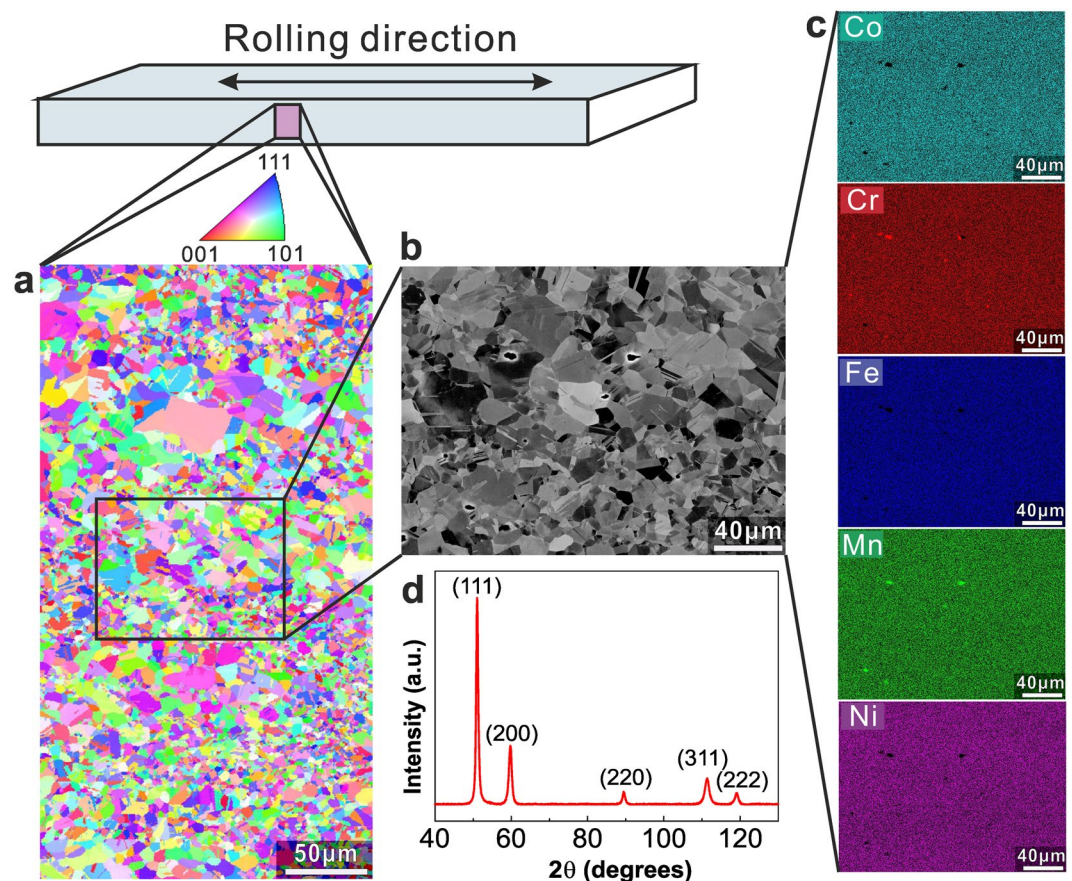 Rolling direction
111
001
101
a
50μm
b
40μm
c
Co
40μm
Cr
40μm
Fe
40μm
Mn
40μm
Ni
40μm
d
(111)
(200)
(220)
(311)
(222)
Intensity (a.u.)
40
60
80
100
120
2θ (degrees)